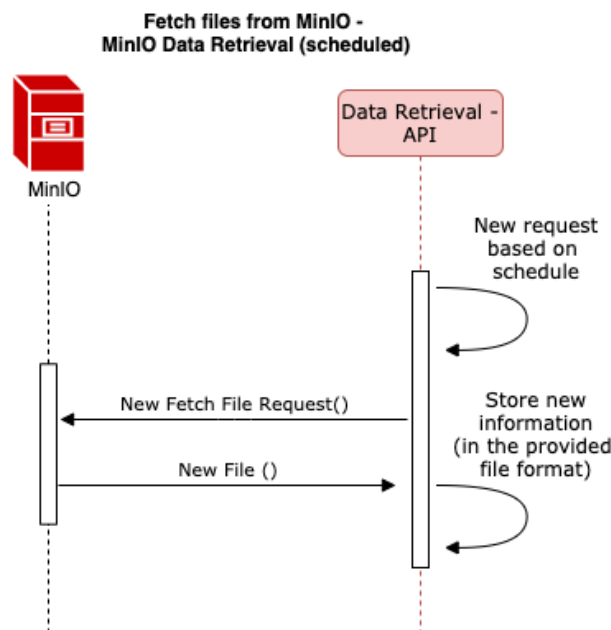 Fetch files from MinIO -
MinIO Data Retrieval (scheduled)
MinIO
Data Retrieval -
API
New request
based on
schedule
New Fetch File Request()
Store new
information
(in the provided
file format)
New File ()